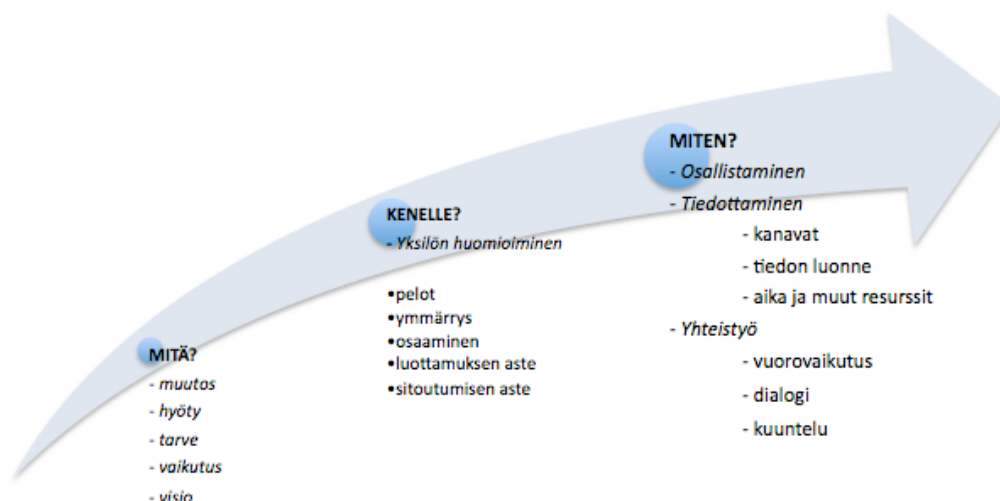 MITÄ?
- muutos
- hyöty
- tarve
- vaikutus
- visio
KENELLE?
- Yksilön huomioiminen
•pelot
•ymmärrys
•osaaminen
•luottamuksen aste
•sitoutumisen aste
MITEN?
- Osallistaminen
- Tiedottaminen
- kanavat
- tiedon luonne
- aika ja muut resurssit
- Yhteistyö
- vuorovaikutus
- dialogi
- kuuntelu